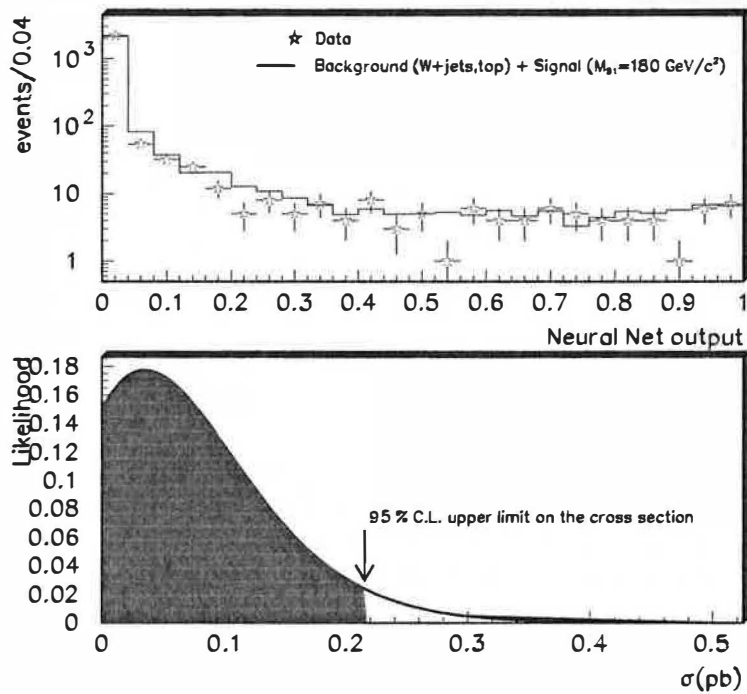 events/0.04
10³
10²
10
1
☆ Data
Background (W+jets,top) + Signal (M =180 GeV/c²)
0 0.1 0.2 0.3 0.4 0.5 0.6 0.7 0.8 0.9 1
Neural Net output
Likelihood
0.18
0.16
0.14
0.12
0.1
0.08
0.06
0.04
0.02
0
95 % C.L. upper limit on the cross section
0 0.1 0.2 0.3 0.4 0.5
σ(pb)